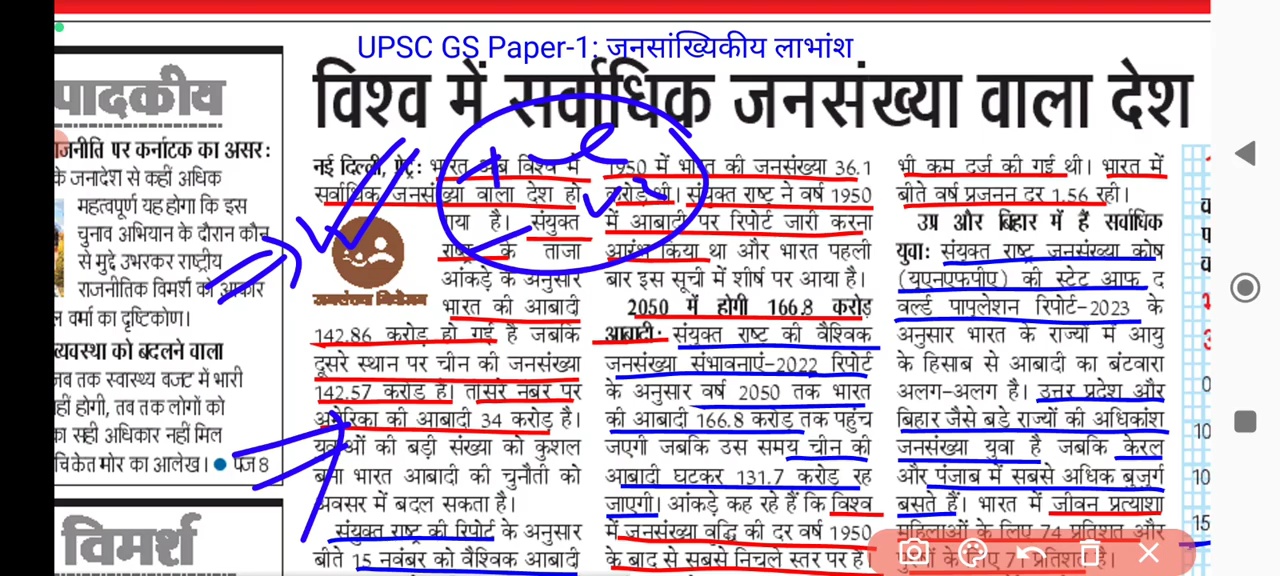 UPSC GS Paper-1: जनसांख्यिकीय लाभांश
विश्व में सर्वाधिक जनसंख्या वाला देश
पादकीय
जनीति पर कर्नाटक का असर:
के जनादेश से कहीं अधिक
महत्वपूर्ण यह होगा कि इस
चुनाव अभियान के दौरान कौन
से मुद्दे उभरकर राष्ट्रीय
राजनीतिक विमर्श को आकार
ल वर्मा का दृष्टिकोण।
व्यवस्था को बदलने वाला
जब तक स्वास्थ्य बजट में भारी
हीं होगी, तब तक लोगों को
का सही अधिकार नहीं मिल
चिकेत मोर का आलेख। ● पेज 8
विमर्श
नई दिल्ली, प्रेट्र: भारत अब विश्व में
सर्वाधिक जनसंख्या वाला देश हो
गया है। संयुक्त
राष्ट्र के ताजा
आंकड़े के अनुसार
भारत की आबादी
जनसंख्या नियोजन
142.86 करोड़ हो गई है जबकि
दूसरे स्थान पर चीन की जनसंख्या
142.57 करोड़ है। तीसरे नंबर पर
अमेरिका की आबादी 34 करोड़ है।
युवाओं की बड़ी संख्या को कुशल
बना भारत आबादी की चुनौती को
अवसर में बदल सकता है।
संयुक्त राष्ट्र की रिपोर्ट के अनुसार
बीते 15 नवंबर को वैश्विक आबादी
1950 में भारत की जनसंख्या 36.1
करोड़ थी। संयुक्त राष्ट्र ने वर्ष 1950
में आबादी पर रिपोर्ट जारी करना
आरंभ किया था और भारत पहली
बार इस सूची में शीर्ष पर आया है।
2050 में होगी 166.8 करोड़
आबादी: संयुक्त राष्ट्र की वैश्विक
जनसंख्या संभावनाएं-2022 रिपोर्ट
के अनुसार वर्ष 2050 तक भारत
की आबादी 166.8 करोड़ तक पहुंच
जाएगी जबकि उस समय चीन की
आबादी घटकर 131.7 करोड़ रह
जाएगी। आंकड़े कह रहे हैं कि विश्व
में जनसंख्या वृद्धि की दर वर्ष 1950
के बाद से सबसे निचले स्तर पर है।
भी कम दर्ज की गई थी। भारत में
बीते वर्ष प्रजनन दर 1.56 रही।
उप्र और बिहार में हैं सर्वाधिक
युवा: संयुक्त राष्ट्र जनसंख्या कोष
(यूएनएफपीए) की स्टेट आफ द
वर्ल्ड पापुलेशन रिपोर्ट-2023 के
अनुसार भारत के राज्यों में आयु
के हिसाब से आबादी का बंटवारा
अलग-अलग है। उत्तर प्रदेश और
बिहार जैसे बड़े राज्यों की अधिकांश
जनसंख्या युवा है जबकि केरल
और पंजाब में सबसे अधिक बुजुर्ग
बसते हैं। भारत में जीवन प्रत्याशा
महिलाओं के लिए 74 प्रतिशत और
के लिए 71 प्रतिशत है।